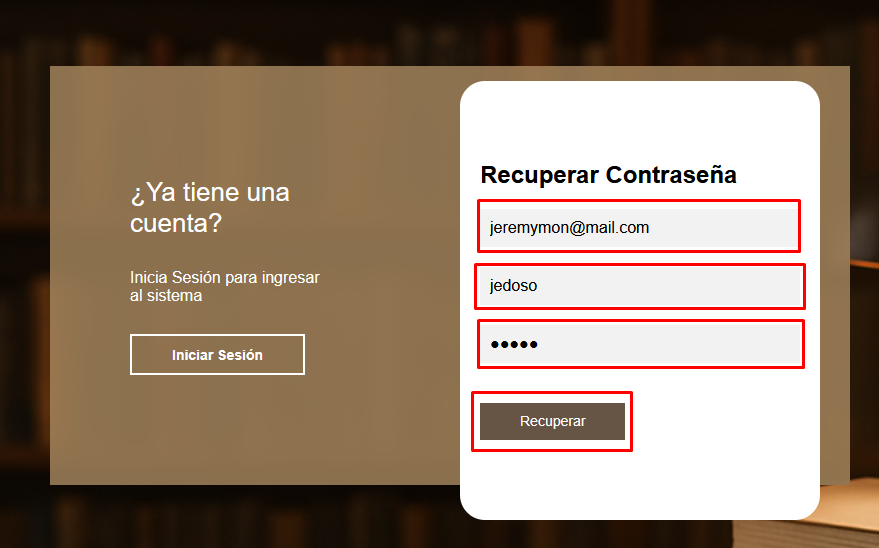 ¿Ya tiene una
cuenta?
Inicia Sesión para ingresar
al sistema
Iniciar Sesión
Recuperar Contraseña
jeremymon@mail.com
jedoso
●●●●●
Recuperar